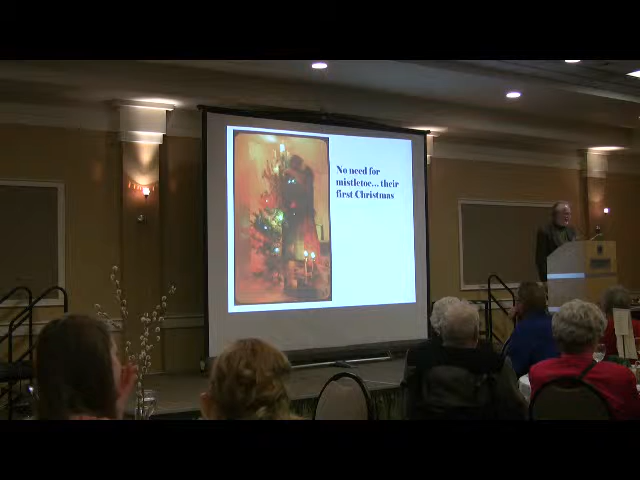 No need for
mistletoe... their
first Christmas